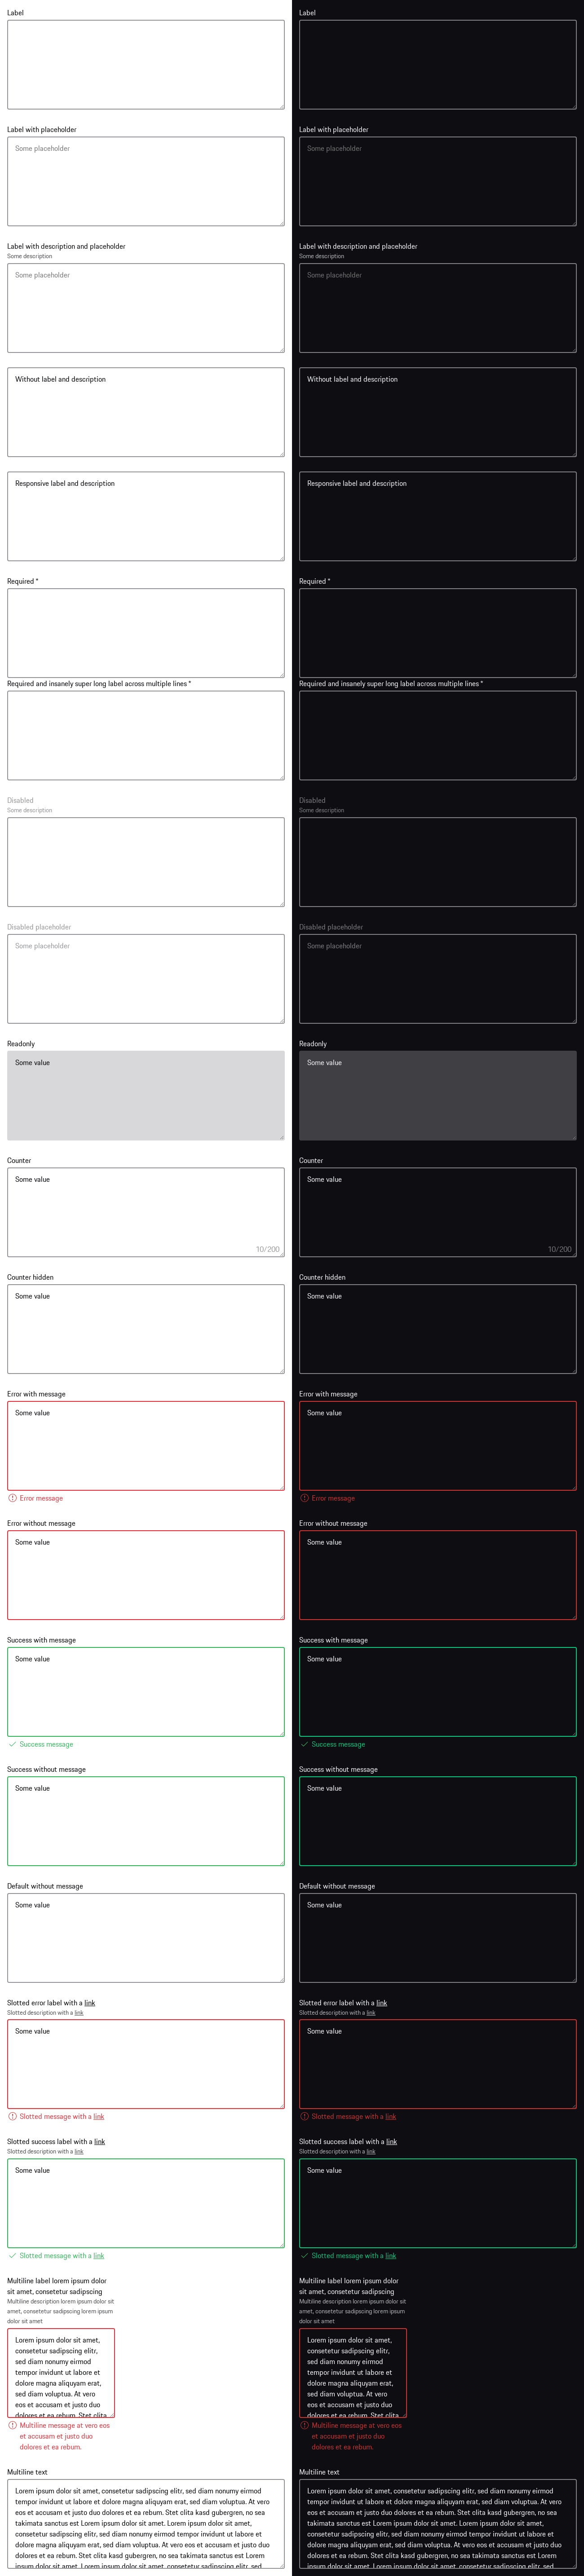 Label
Label with placeholder
Some placeholder
Label with description and placeholder
Some description
Some placeholder
Without label and description
Responsive label and description
Required *
Required and insanely super long label across multiple lines *
Disabled
Some description
Disabled placeholder
Some placeholder
Readonly
Some value
Counter
Some value
10/200
Counter hidden
Some value
Error with message
Some value
Error message
Error without message
Some value
Success with message
Some value
Success message
Success without message
Some value
Default without message
Some value
Slotted error label with a link
Slotted description with a link
Some value
Slotted message with a link
Slotted success label with a link
Slotted description with a link
Some value
Slotted message with a link
Multiline label lorem ipsum dolor
sit amet, consetetur sadipscing
Multiline description lorem ipsum dolor sit
amet, consetetur sadipscing lorem ipsum
dolor sit amet
Lorem ipsum dolor sit amet,
consetetur sadipscing elitr,
sed diam nonumy eirmod
tempor invidunt ut labore et
dolore magna aliquyam erat,
sed diam voluptua. At vero
eos et accusam et justo duo
dolores et ea rebum. Stet clita
Multiline message at vero eos
et accusam et justo duo
dolores et ea rebum.
Multiline text
Lorem ipsum dolor sit amet, consetetur sadipscing elitr, sed diam nonumy eirmod
tempor invidunt ut labore et dolore magna aliquyam erat, sed diam voluptua. At vero
eos et accusam et justo duo dolores et ea rebum. Stet clita kasd gubergren, no sea
takimata sanctus est Lorem ipsum dolor sit amet. Lorem ipsum dolor sit amet,
consetetur sadipscing elitr, sed diam nonumy eirmod tempor invidunt ut labore et
dolore magna aliquyam erat, sed diam voluptua. At vero eos et accusam et justo duo
dolores et ea rebum. Stet clita kasd gubergren, no sea takimata sanctus est Lorem
ipsum dolor sit amet. Lorem ipsum dolor sit amet, consetetur sadipscing elitr, sed
Label
Label with placeholder
Some placeholder
Label with description and placeholder
Some description
Some placeholder
Without label and description
Responsive label and description
Required *
Required and insanely super long label across multiple lines *
Disabled
Some description
Disabled placeholder
Some placeholder
Readonly
Some value
Counter
Some value
10/200
Counter hidden
Some value
Error with message
Some value
Error message
Error without message
Some value
Success with message
Some value
Success message
Success without message
Some value
Default without message
Some value
Slotted error label with a link
Slotted description with a link
Some value
Slotted message with a link
Slotted success label with a link
Slotted description with a link
Some value
Slotted message with a link
Multiline label lorem ipsum dolor
sit amet, consetetur sadipscing
Multiline description lorem ipsum dolor sit
amet, consetetur sadipscing lorem ipsum
dolor sit amet
Lorem ipsum dolor sit amet,
consetetur sadipscing elitr,
sed diam nonumy eirmod
tempor invidunt ut labore et
dolore magna aliquyam erat,
sed diam voluptua. At vero
eos et accusam et justo duo
dolores et ea rebum. Stet clita
Multiline message at vero eos
et accusam et justo duo
dolores et ea rebum.
Multiline text
Lorem ipsum dolor sit amet, consetetur sadipscing elitr, sed diam nonumy eirmod
tempor invidunt ut labore et dolore magna aliquyam erat, sed diam voluptua. At vero
eos et accusam et justo duo dolores et ea rebum. Stet clita kasd gubergren, no sea
takimata sanctus est Lorem ipsum dolor sit amet. Lorem ipsum dolor sit amet,
consetetur sadipscing elitr, sed diam nonumy eirmod tempor invidunt ut labore et
dolore magna aliquyam erat, sed diam voluptua. At vero eos et accusam et justo duo
dolores et ea rebum. Stet clita kasd gubergren, no sea takimata sanctus est Lorem
ipsum dolor sit amet. Lorem ipsum dolor sit amet, consetetur sadipscing elitr, sed